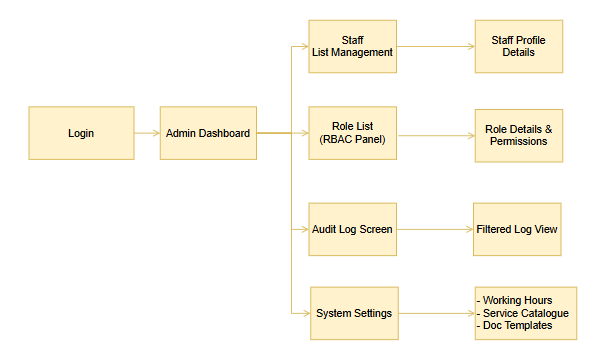 Login
Admin Dashboard
Staff
List Management
Staff Profile
Details
Role List
(RBAC Panel)
Role Details &
Permissions
Audit Log Screen
Filtered Log View
System Settings
- Working Hours
- Service Catalogue
- Doc Templates